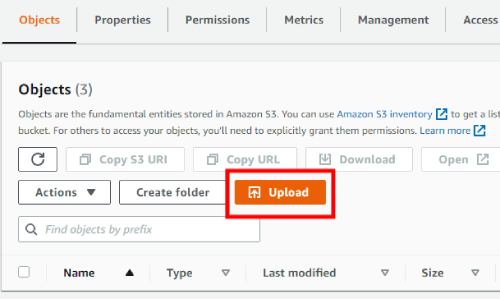 Objects Properties Permissions Metrics Management Access
Objects (3)
Objects are the fundamental entities stored in Amazon S3. You can use Amazon S3 inventory to get a list
bucket. For others to access your objects, you'll need to explicitly grant them permissions. Learn more
Copy S3 URI Copy URL Download Open
Actions Create folder Upload
Find objects by prefix
Name Type Last modified Size